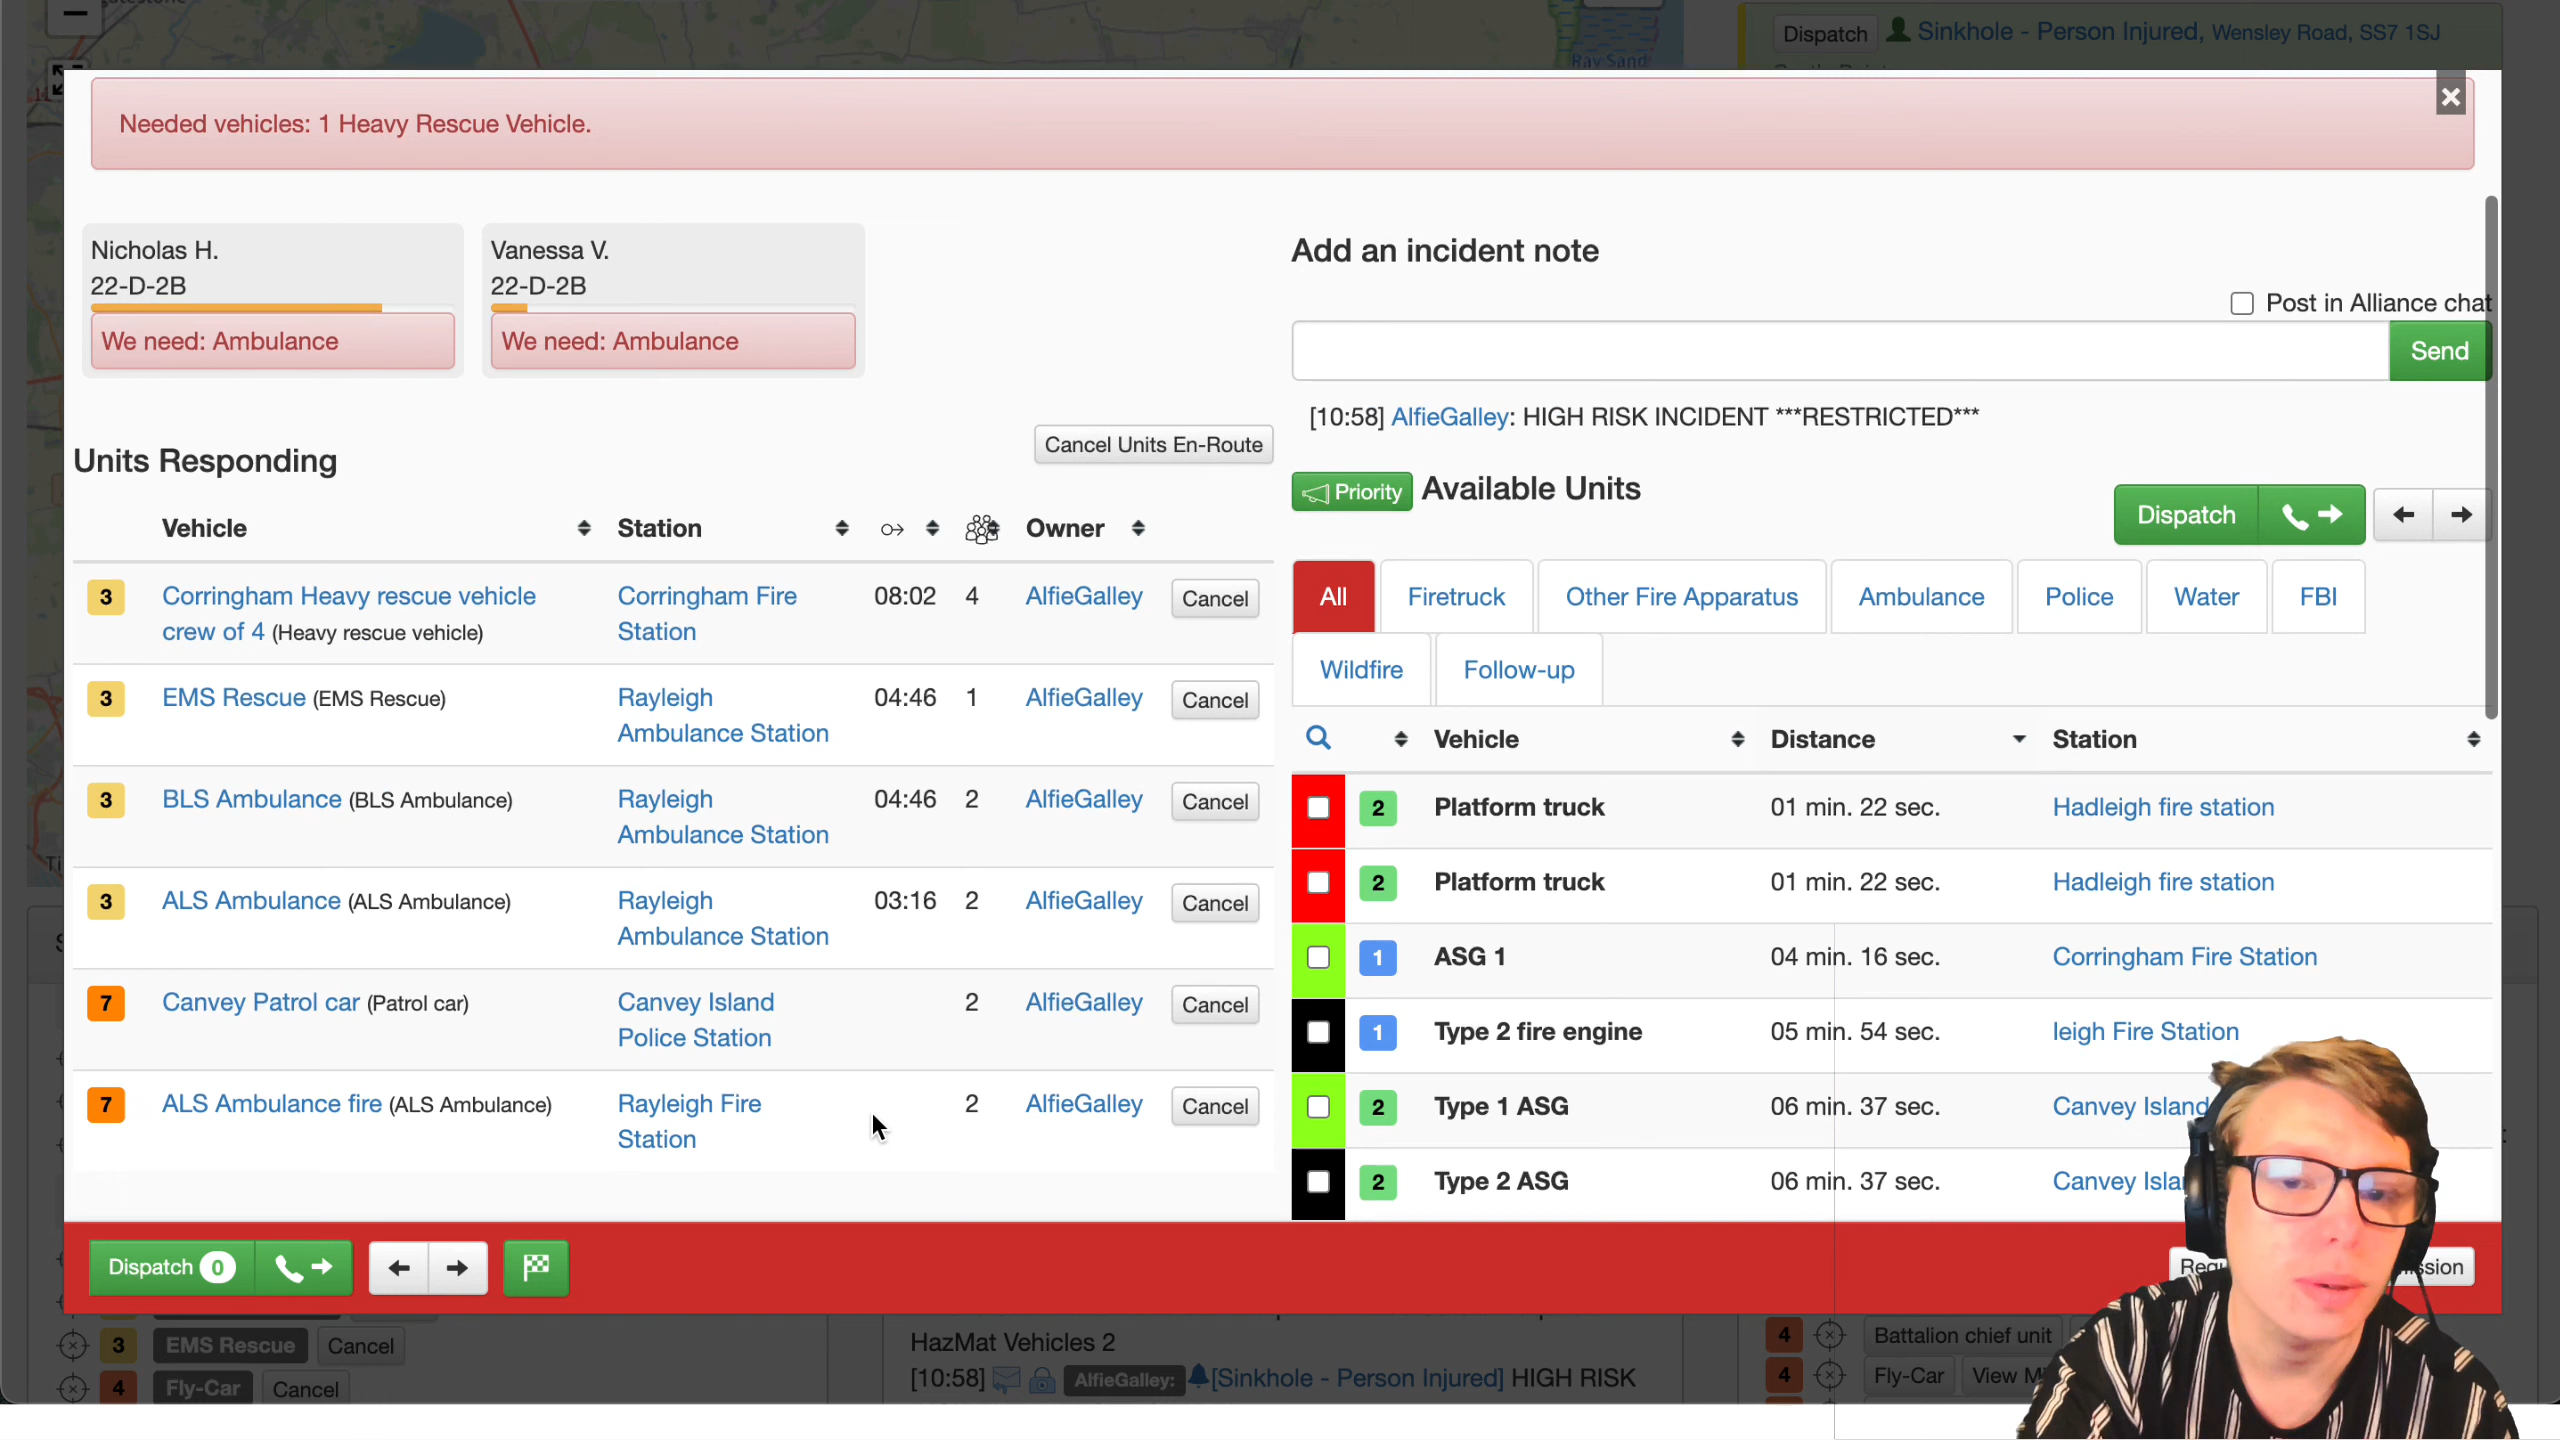 Dispatch Sinkhole - Person Injured, Wensley Road, SS7 1SJ
Ray Sand
Needed vehicles: 1 Heavy Rescue Vehicle.
Nicholas H.
22-D-2B
We need: Ambulance
Vanessa V.
22-D-2B
We need: Ambulance
Add an incident note
Post in Alliance chat
Send
[10:58] AlfieGalley: HIGH RISK INCIDENT ***RESTRICTED***
Cancel Units En-Route
Units Responding
Vehicle Station Owner
3 Corringham Heavy rescue vehicle crew of 4 (Heavy rescue vehicle) Corringham Fire Station 08:02 4 AlfieGalley Cancel
3 EMS Rescue (EMS Rescue) Rayleigh Ambulance Station 04:46 1 AlfieGalley Cancel
3 BLS Ambulance (BLS Ambulance) Rayleigh Ambulance Station 04:46 2 AlfieGalley Cancel
3 ALS Ambulance (ALS Ambulance) Rayleigh Ambulance Station 03:16 2 AlfieGalley Cancel
7 Canvey Patrol car (Patrol car) Canvey Island Police Station 2 AlfieGalley Cancel
7 ALS Ambulance fire (ALS Ambulance) Rayleigh Fire Station 2 AlfieGalley Cancel
Priority Available Units
Dispatch
All Firetruck Other Fire Apparatus Ambulance Police Water FBI
Wildfire Follow-up
Vehicle Distance Station
2 Platform truck 01 min. 22 sec. Hadleigh fire station
2 Platform truck 01 min. 22 sec. Hadleigh fire station
1 ASG 1 04 min. 16 sec. Corringham Fire Station
1 Type 2 fire engine 05 min. 54 sec. leigh Fire Station
2 Type 1 ASG 06 min. 37 sec. Canvey Island
2 Type 2 ASG 06 min. 37 sec. Canvey
Dispatch 0
3 EMS Rescue Cancel
4 Fly-Car Cancel
HazMat Vehicles 2
[10:58] AlfieGalley: [Sinkhole - Person Injured] HIGH RISK
4 Battalion chief unit
4 Fly-Car View